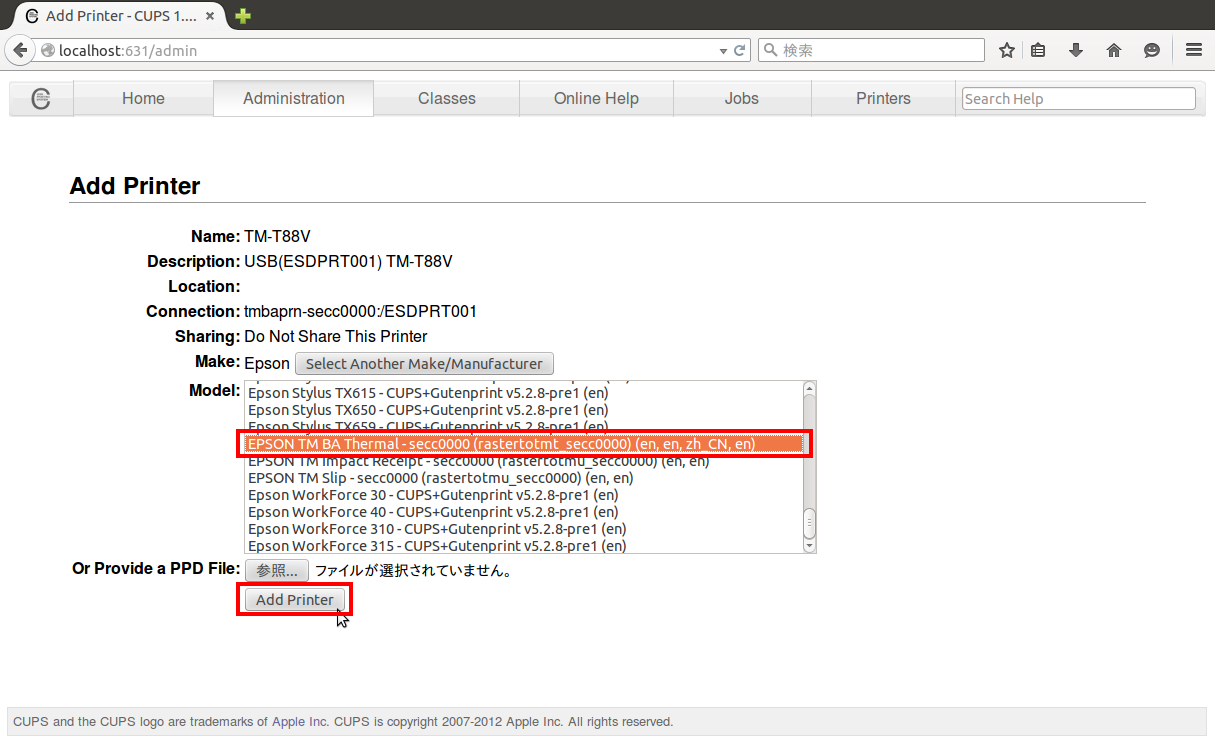 Add Printer - CUPS 1....
localhost:631/admin
検索
Home
Administration
Classes
Online Help
Jobs
Printers
Search Help
Add Printer
Name: TM-T88V
Description: USB(ESDPRT001) TM-T88V
Location:
Connection: tmbaprn-secc0000:/ESDPRT001
Sharing: Do Not Share This Printer
Make: Epson Select Another Make/Manufacturer
Model:
Epson Stylus TX615 - CUPS+Gutenprint v5.2.8-pre1 (en)
Epson Stylus TX650 - CUPS+Gutenprint v5.2.8-pre1 (en)
Epson Stylus TX659 - CUPS+Gutenprint v5.2.8-pre1 (en)
EPSON TM BA Thermal - secc0000 (rastertotmt_secc0000) (en, en, zh_CN, en)
EPSON TM Impact Receipt - secc0000 (rastertotmu_secc0000) (en, en)
EPSON TM Slip - secc0000 (rastertotmu_secc0000) (en, en)
Epson WorkForce 30 - CUPS+Gutenprint v5.2.8-pre1 (en)
Epson WorkForce 40 - CUPS+Gutenprint v5.2.8-pre1 (en)
Epson WorkForce 310 - CUPS+Gutenprint v5.2.8-pre1 (en)
Epson WorkForce 315 - CUPS+Gutenprint v5.2.8-pre1 (en)
Or Provide a PPD File: 参照... ファイルが選択されていません。
Add Printer
CUPS and the CUPS logo are trademarks of Apple Inc. CUPS is copyright 2007-2012 Apple Inc. All rights reserved.